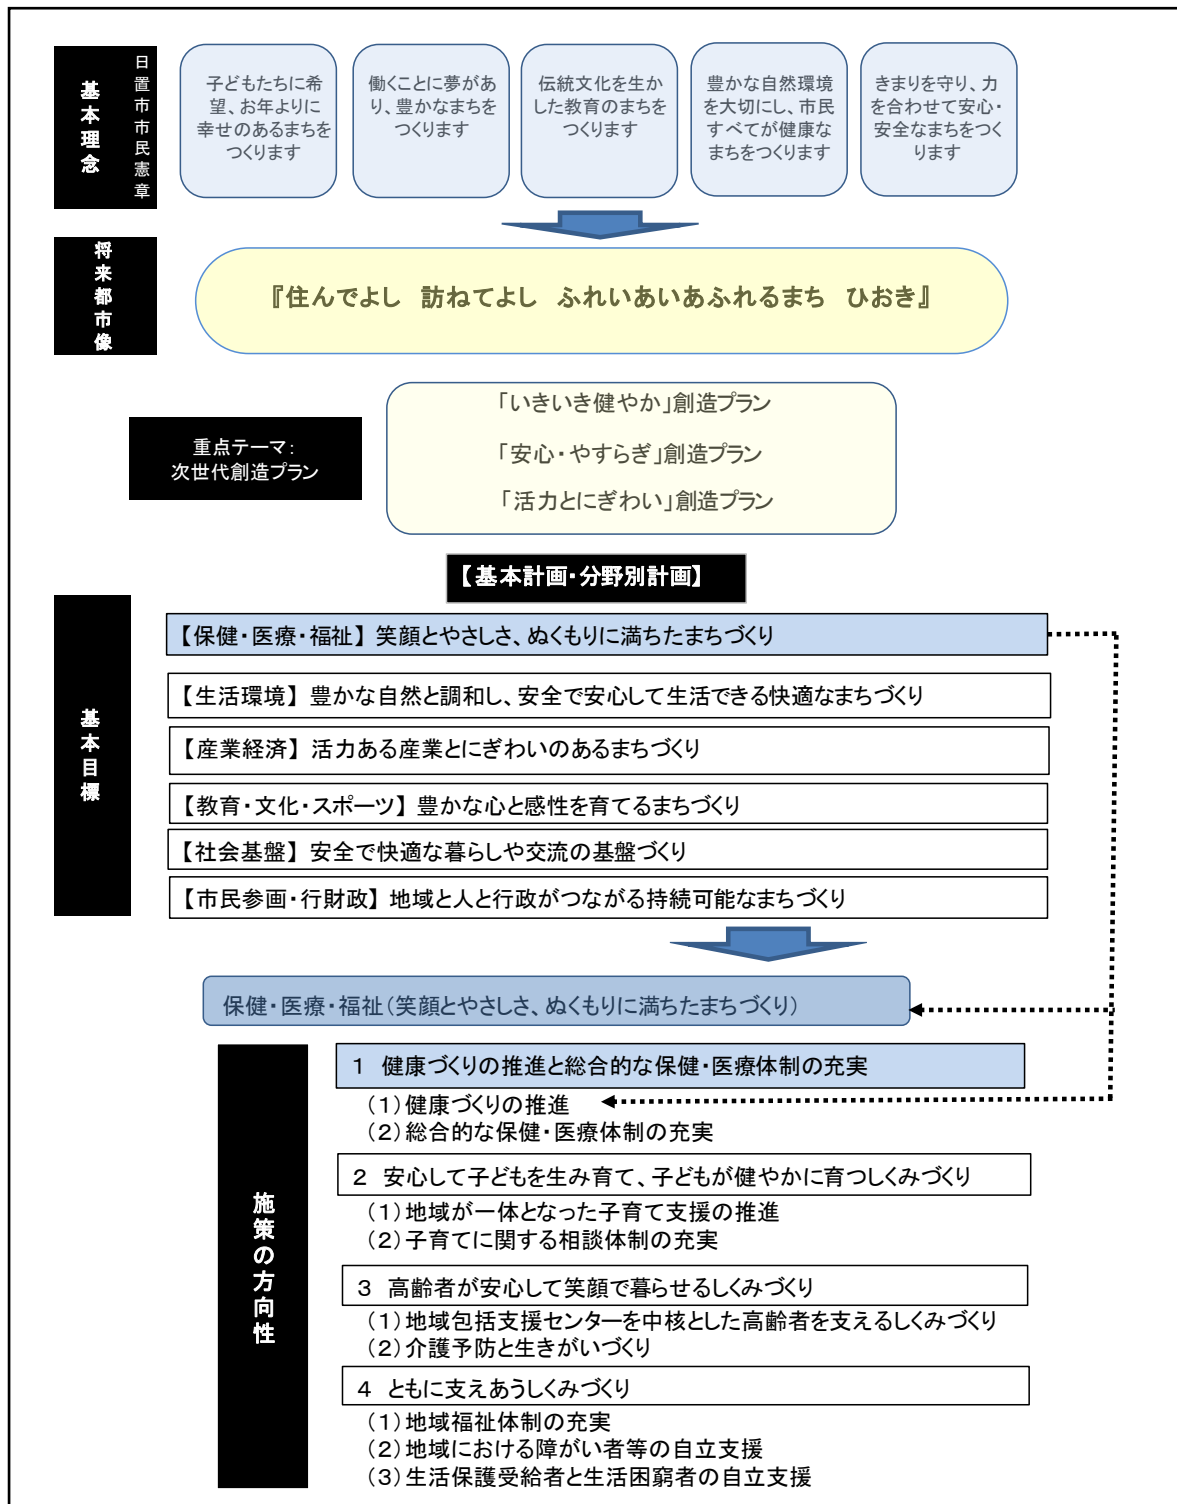 基本理念
日置市市民憲章
子どもたちに希
望、お年よりに
幸せのあるまちを
つくります
働くことに夢があ
り、豊かなまちを
つくります
伝統文化を生か
した教育のまちを
つくります
豊かな自然環境
を大切にし、市民
すべてが健康な
まちをつくります
きまりを守り、力
を合わせて安心・
安全なまちをつく
ります
将来都市像
『住んでよし　訪ねてよし　ふれいあいあふれるまち　ひおき』
重点テーマ：
次世代創造プラン
「いきいき健やか」創造プラン
「安心・やすらぎ」創造プラン
「活力とにぎわい」創造プラン
【基本計画・分野別計画】
基本目標
【保健・医療・福祉】 笑顔とやさしさ、ぬくもりに満ちたまちづくり
【生活環境】 豊かな自然と調和し、安全で安心して生活できる快適なまちづくり
【産業経済】 活力ある産業とにぎわいのあるまちづくり
【教育・文化・スポーツ】 豊かな心と感性を育てるまちづくり
【社会基盤】 安全で快適な暮らしや交流の基盤づくり
【市民参画・行財政】 地域と人と行政がつながる持続可能なまちづくり
保健・医療・福祉（笑顔とやさしさ、ぬくもりに満ちたまちづくり）
施策の方向性
１　健康づくりの推進と総合的な保健・医療体制の充実
（１）健康づくりの推進
（２）総合的な保健・医療体制の充実
２　安心して子どもを生み育て、子どもが健やかに育つしくみづくり
（１）地域が一体となった子育て支援の推進
（２）子育てに関する相談体制の充実
３　高齢者が安心して笑顔で暮らせるしくみづくり
（１）地域包括支援センターを中核とした高齢者を支えるしくみづくり
（２）介護予防と生きがいづくり
４　ともに支えあうしくみづくり
（１）地域福祉体制の充実
（２）地域における障がい者等の自立支援
（３）生活保護受給者と生活困窮者の自立支援